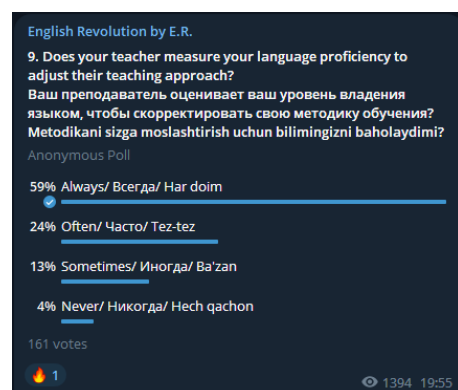 English Revolution by E.R.
9. Does your teacher measure your language proficiency to
adjust their teaching approach?
Ваш преподаватель оценивает ваш уровень владения
языком, чтобы скорректировать свою методику обучения?
Metodikani sizga moslashtirish uchun bilimingizni baholaydimi?
Anonymous Poll
59% Always/ Всегда/ Har doim
24% Often/ Часто/ Tez-tez
13% Sometimes/ Иногда/ Ba'zan
4% Never/ Никогда/ Hech qachon
161 votes
1
1394 19:55